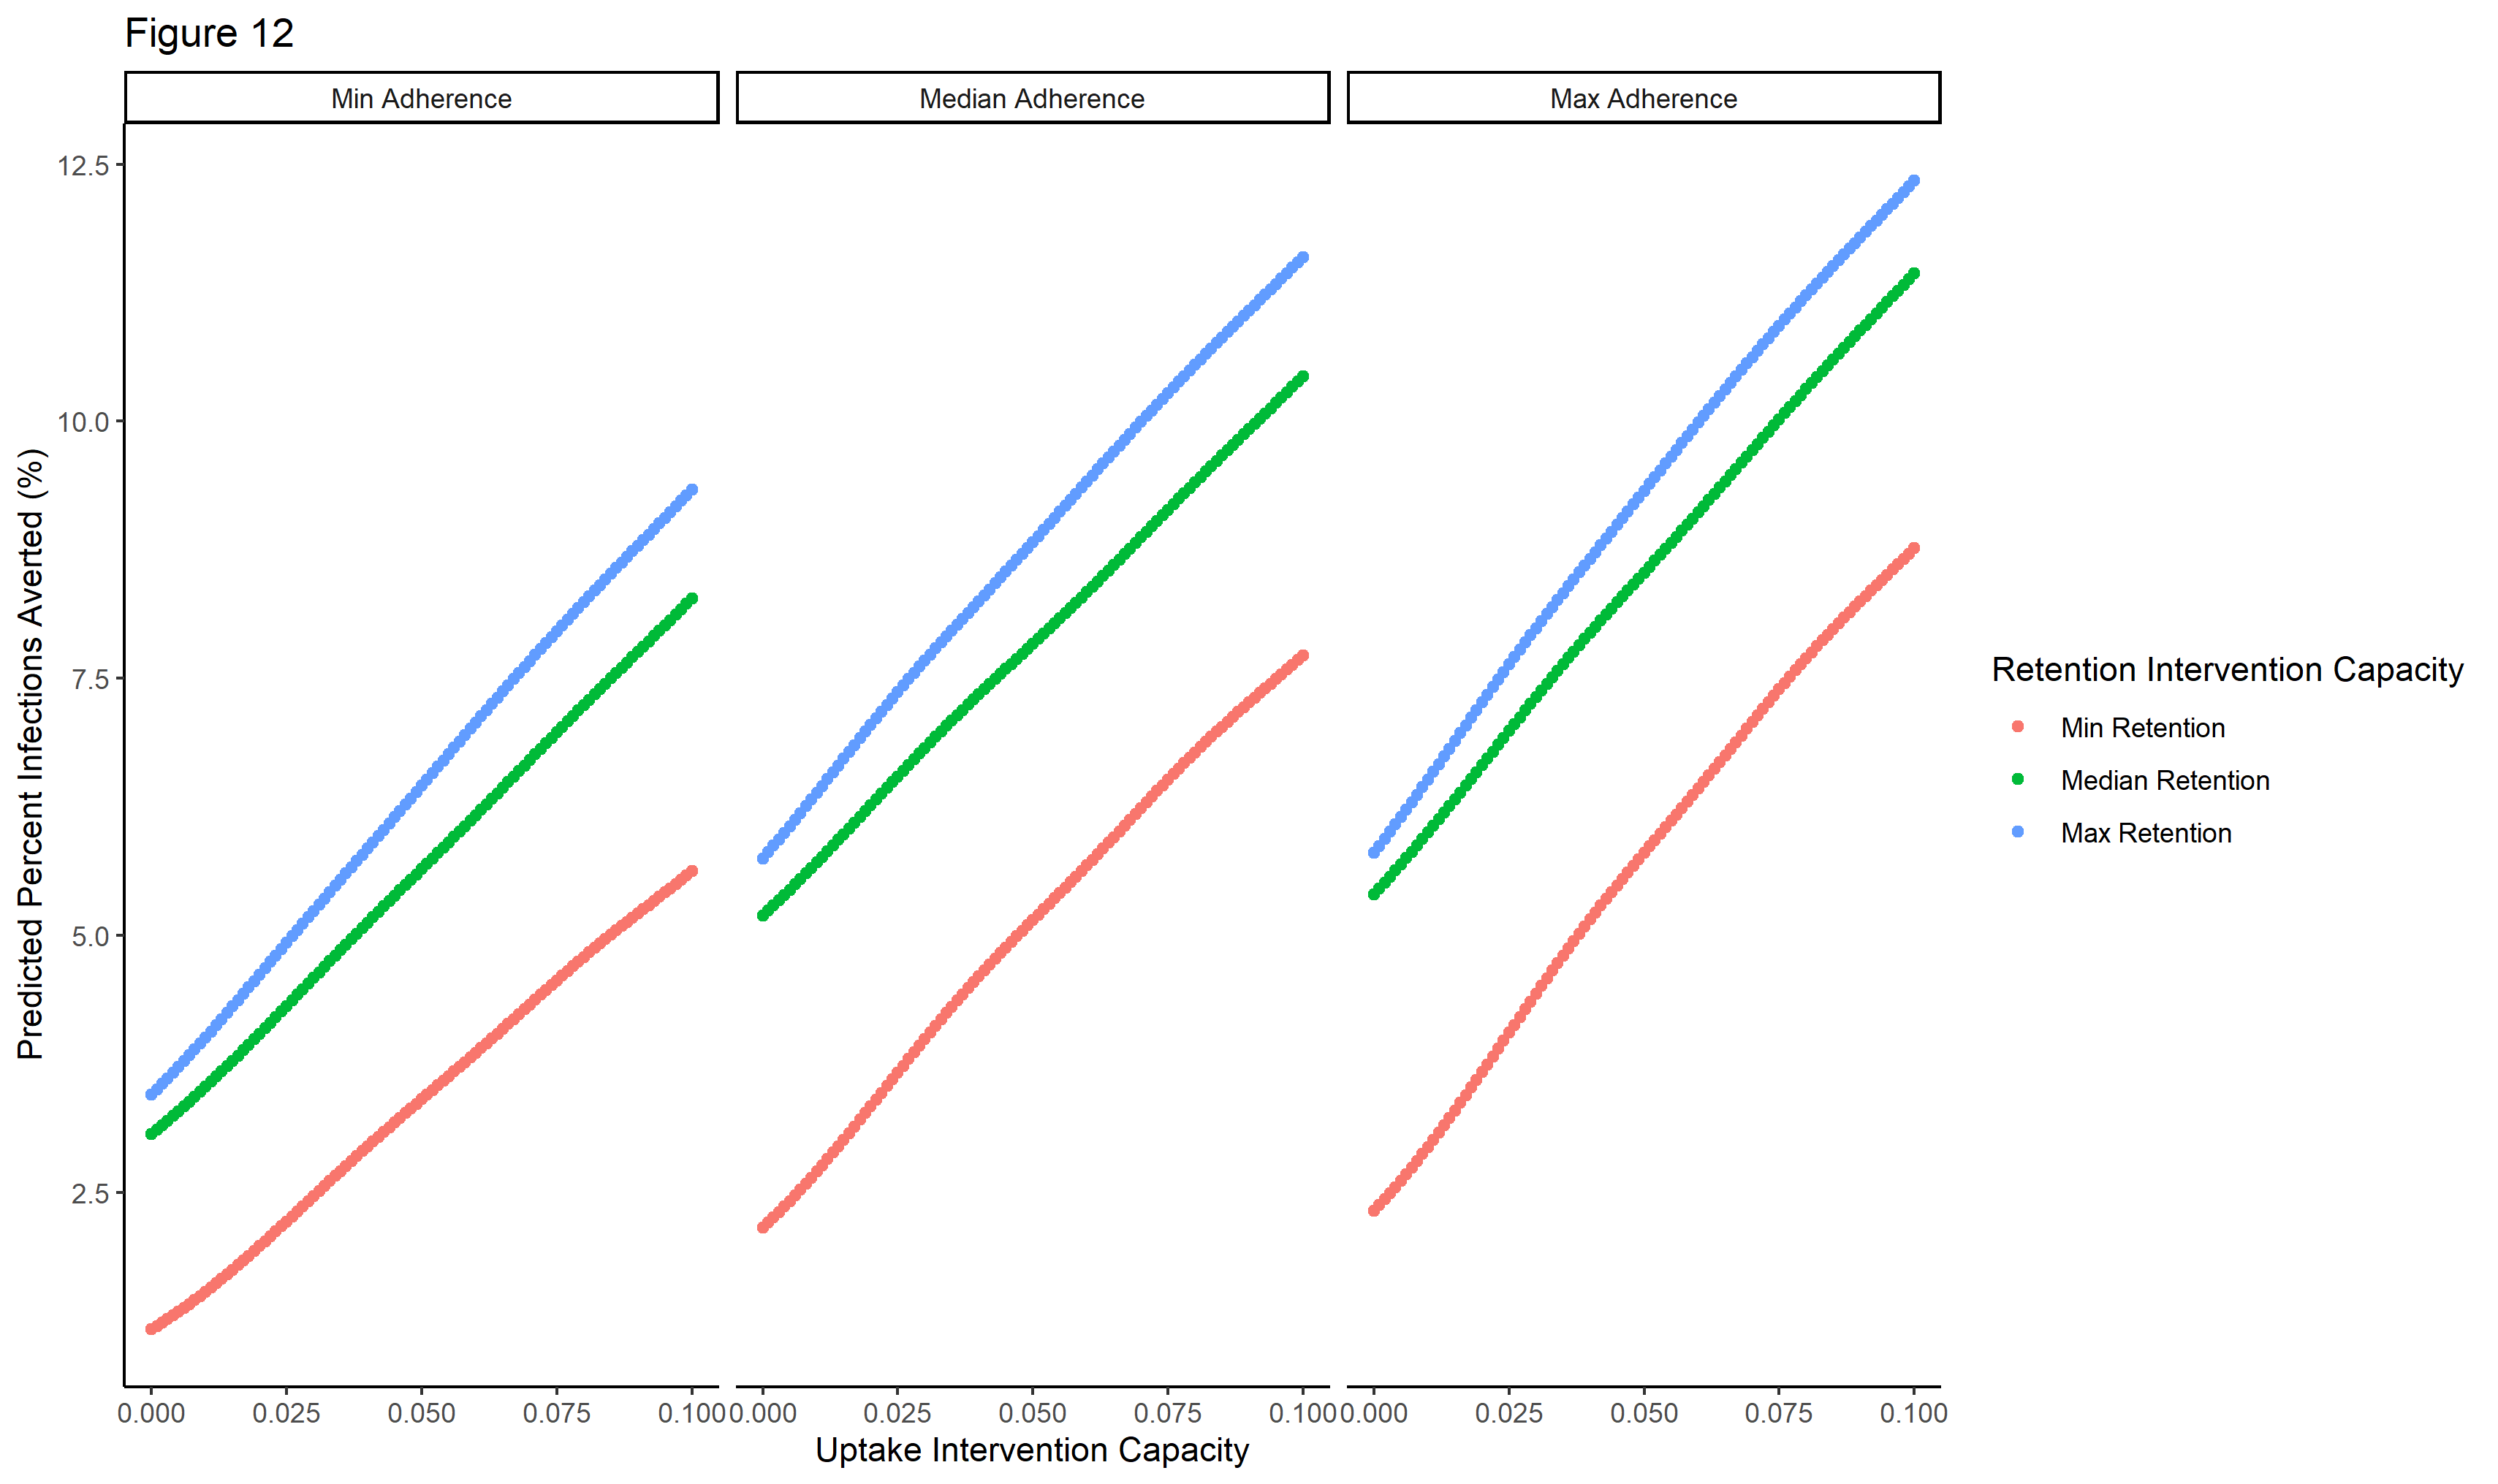 Figure 12
Min Adherence
Median Adherence
Max Adherence
Predicted Percent Infections Averted (%)
12.5
10.0
7.5
5.0
2.5
0.000 0.025 0.050 0.075 0.100
0.000 0.025 0.050 0.075 0.100
0.000 0.025 0.050 0.075 0.100
Uptake Intervention Capacity
Retention Intervention Capacity
Min Retention
Median Retention
Max Retention